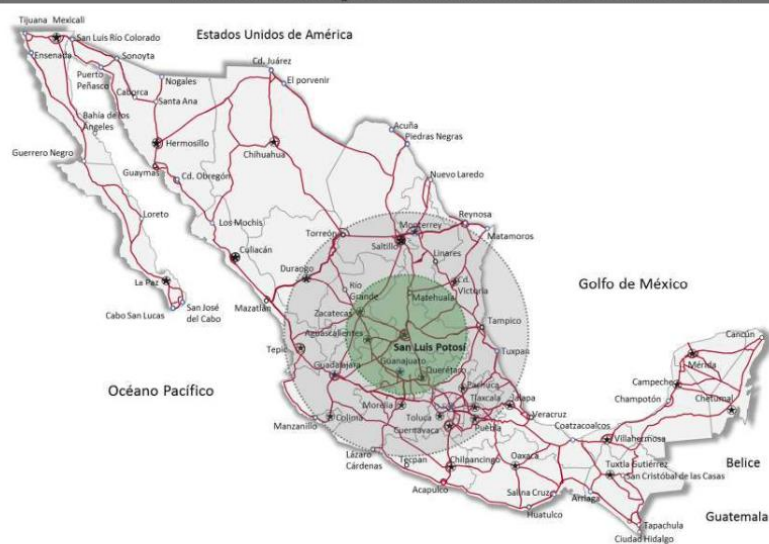 Tijuana Mexicali
San Luis Río Colorado
Estados Unidos de América
Ensenada
Sonoyta
Cd. Juárez
Puerto
Peñasco
Nogales
El porvenir
Caborca
Santa Ana
Bahía de los
Ángeles
Acuña
Hermosillo
Piedras Negras
Chihuahua
Guerrero Negro
Guaymas
Cd. Obregón
Nuevo Laredo
Loreto
Los Mochis
Reynosa
Monterrey
Torreón
Matamoros
Saltillo
Culiacán
Linares
La Paz
Durango
Golfo de México
Río
Grande
Cd.
Victoria
Matehuala
Cabo San Lucas
San José
del Cabo
Mazatlán
Zacatecas
Tampico
Aguascalientes
San Luis Potosí
Cancún
Tepic
Tuxpan
Guanajuato
Mérida
Guadalajara
Querétaro
Océano Pacífico
Pachuca
Campeche
Tlaxcala
Jalapa
Chetumal
Morelia
Champotón
Colima
Toluca
Veracruz
Manzanillo
Puebla
Coatzacoalcos
Cuernavaca
Villahermosa
Lázaro
Cárdenas
Tecpan
Chilpancingo
Oaxaca
Tuxtla Gutiérrez
Belice
San Cristóbal de las Casas
Acapulco
Salina Cruz
Arriaga
Huatulco
Guatemala
Tapachula
Ciudad Hidalgo